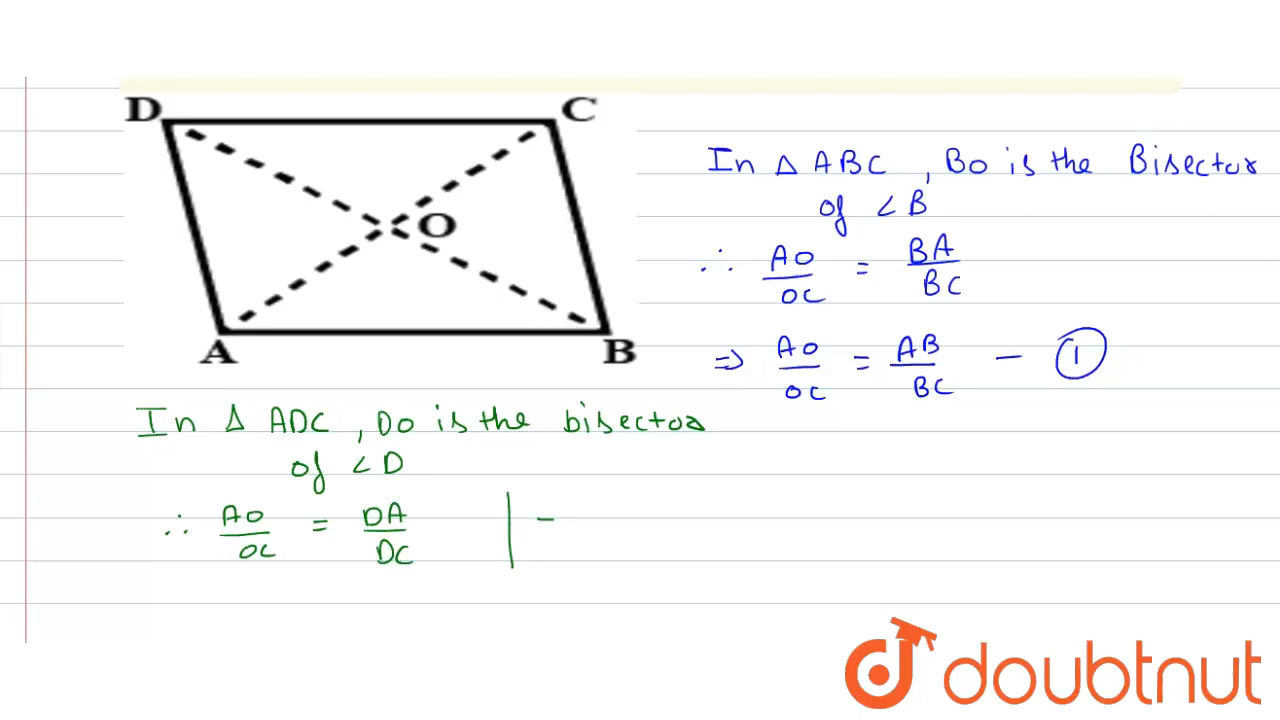 D C
O
A B
In Δ ABC, BO is the Bisector
of ∠B
∴ AO/OC = BA/BC
⇒ AO/OC = AB/BC – ①
In Δ ADC, DO is the bisector
of ∠D
∴ AO/OC = DA/DC
doubtnut